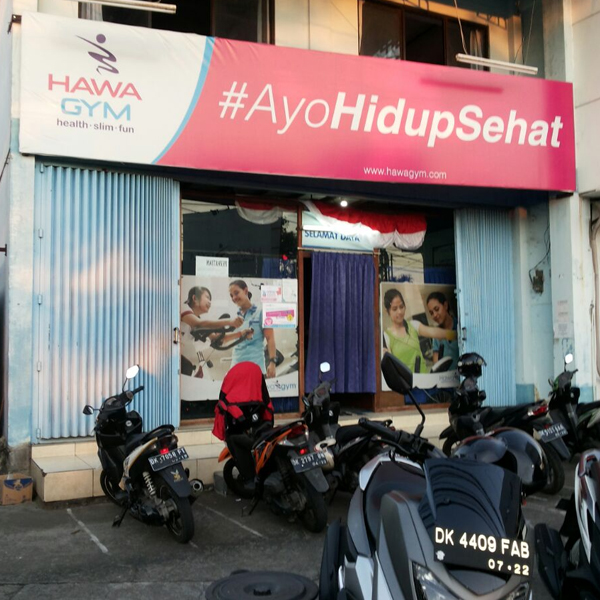 HAWA
GYM
health·slim·fun
#AyoHidupSehat
www.hawagym.com
SELAMAT DATA
DK 4409 FAB
07·22